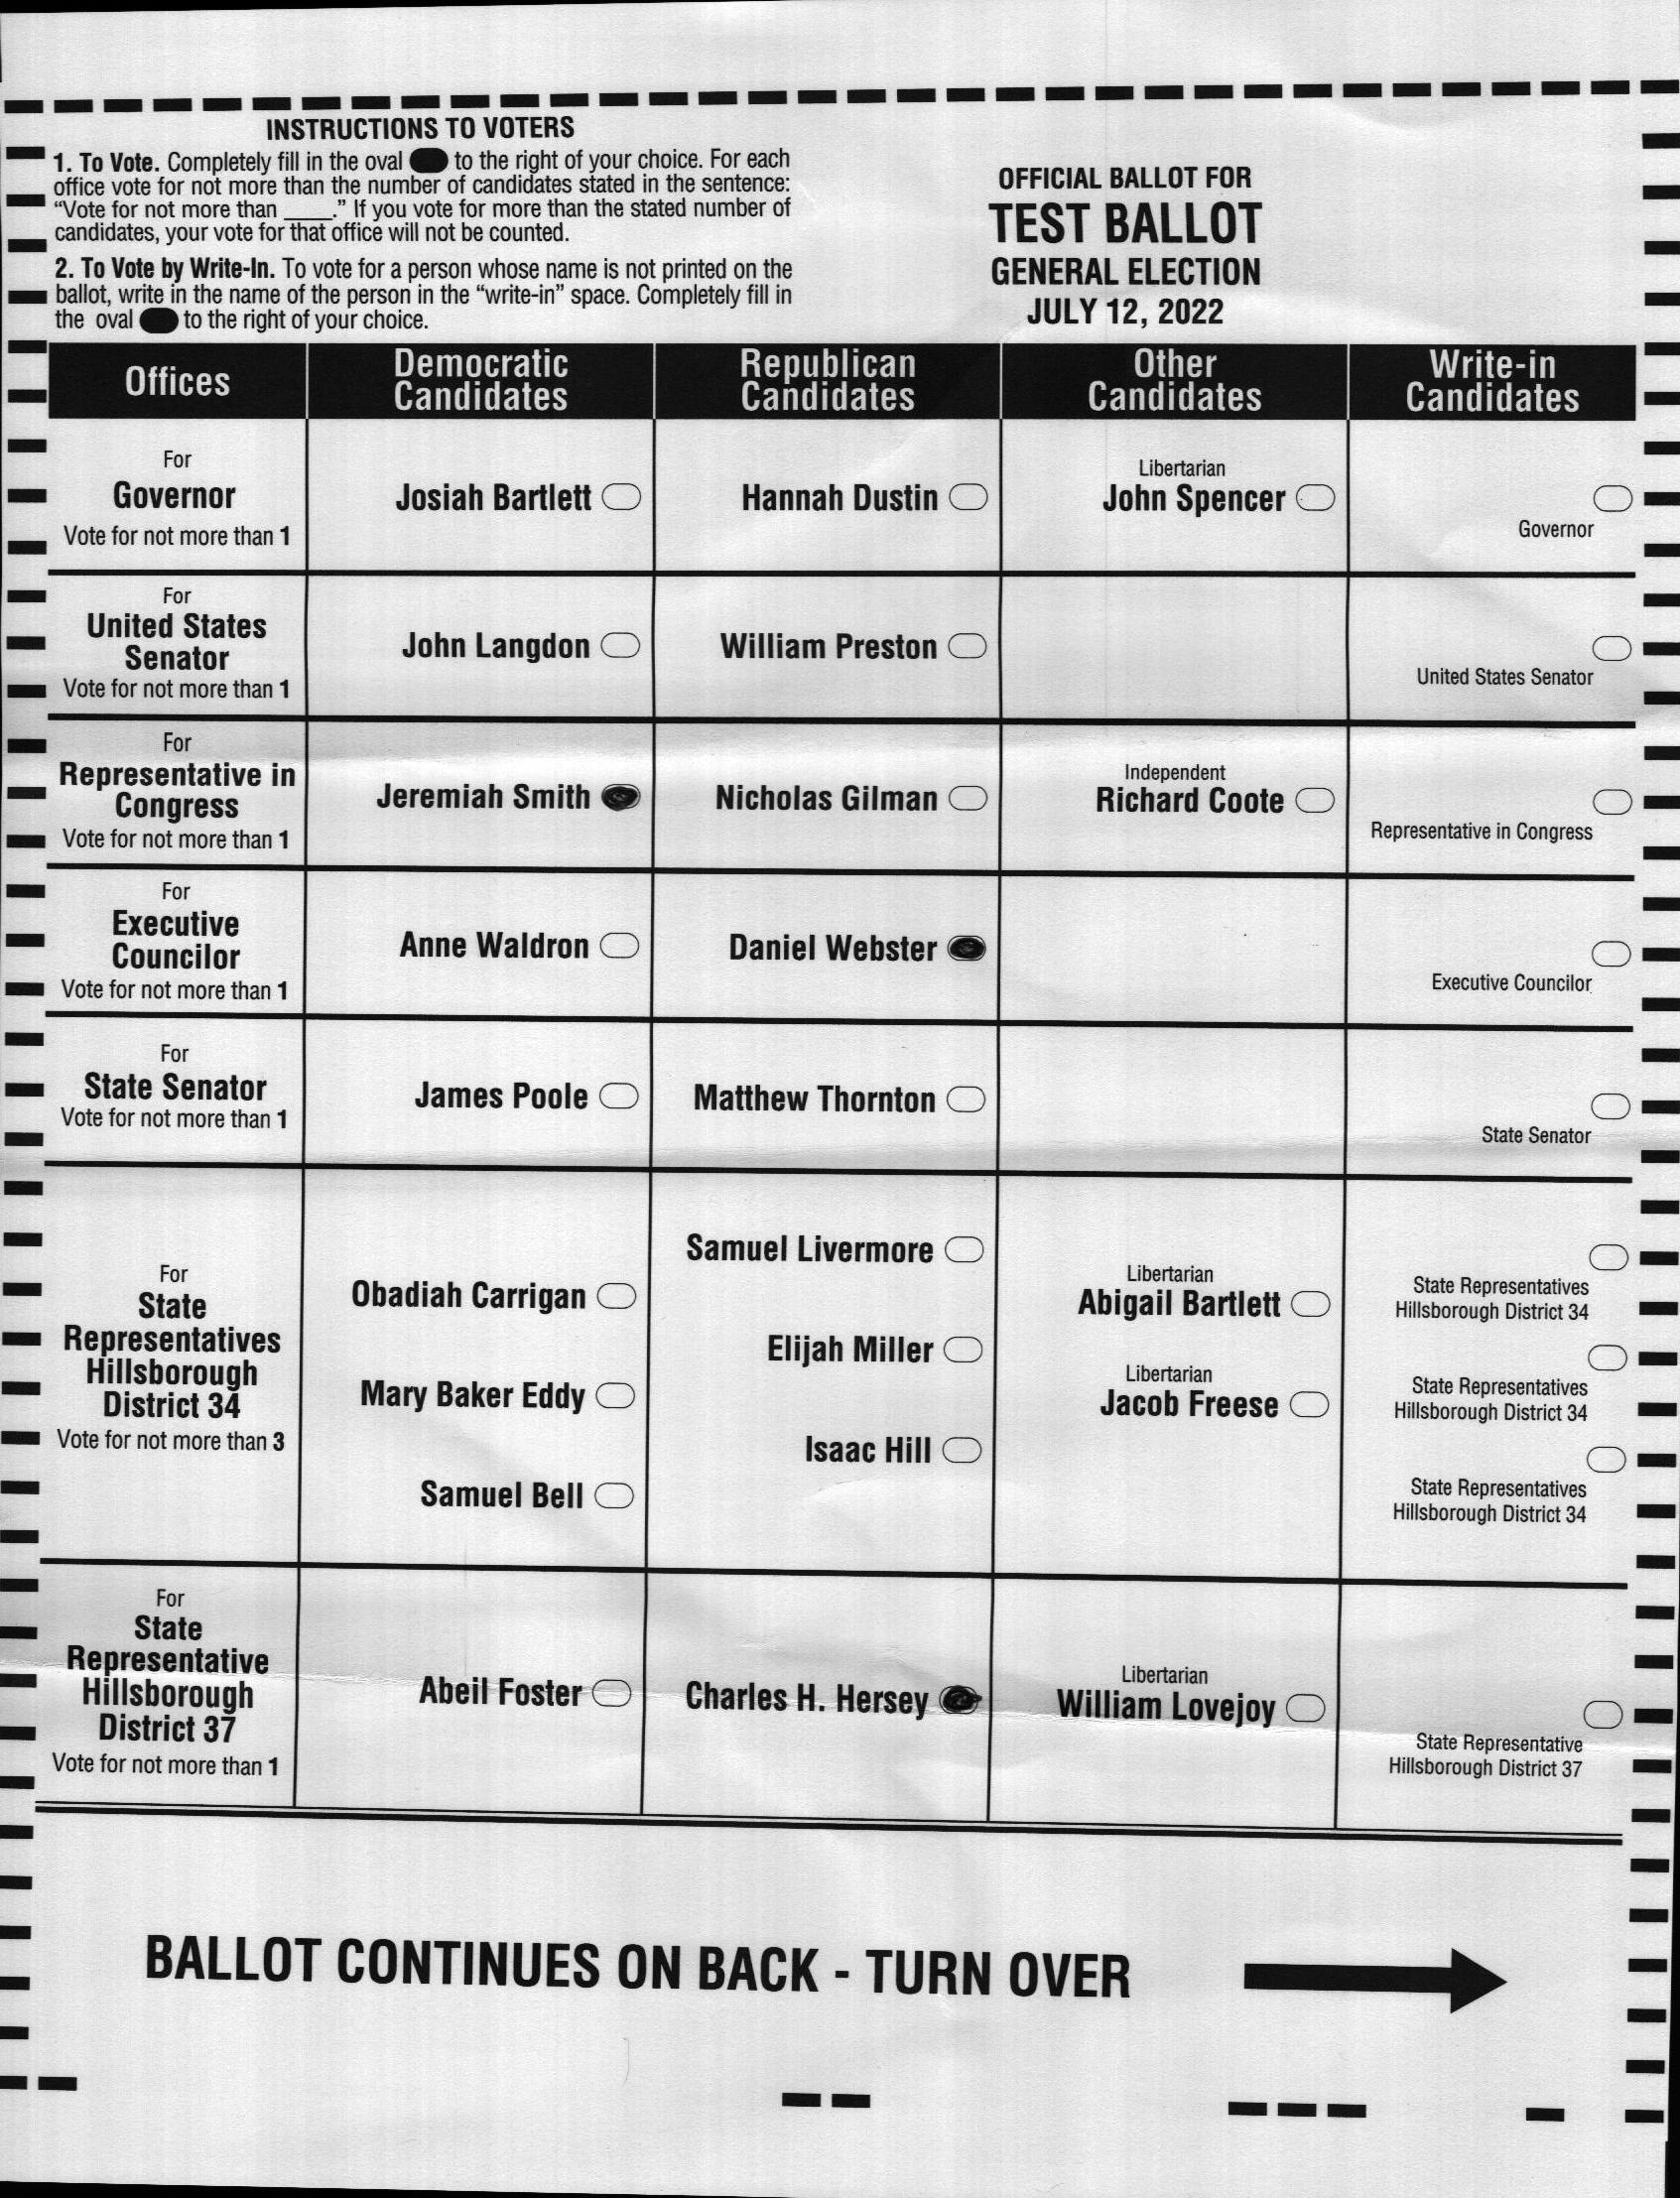 INSTRUCTIONS TO VOTERS
1. To Vote. Completely fill in the oval to the right of your choice. For each
office vote for not more than the number of candidates stated in the sentence:
“Vote for not more than ____.” If you vote for more than the stated number of
candidates, your vote for that office will not be counted.
2. To Vote by Write-In. To vote for a person whose name is not printed on the
ballot, write in the name of the person in the “write-in” space. Completely fill in
the oval to the right of your choice.
OFFICIAL BALLOT FOR
TEST BALLOT
GENERAL ELECTION
JULY 12, 2022
Offices
Democratic
Candidates
Republican
Candidates
Other
Candidates
Write-in
Candidates
For
Governor
Vote for not more than 1
Josiah Bartlett
Hannah Dustin
Libertarian
John Spencer
Governor
For
United States
Senator
Vote for not more than 1
John Langdon
William Preston
United States Senator
For
Representative in
Congress
Vote for not more than 1
Jeremiah Smith
Nicholas Gilman
Independent
Richard Coote
Representative in Congress
For
Executive
Councilor
Vote for not more than 1
Anne Waldron
Daniel Webster
Executive Councilor
For
State Senator
Vote for not more than 1
James Poole
Matthew Thornton
State Senator
For
State
Representatives
Hillsborough
District 34
Vote for not more than 3
Obadiah Carrigan
Mary Baker Eddy
Samuel Bell
Samuel Livermore
Elijah Miller
Isaac Hill
Libertarian
Abigail Bartlett
Libertarian
Jacob Freese
State Representatives
Hillsborough District 34
State Representatives
Hillsborough District 34
State Representatives
Hillsborough District 34
For
State
Representative
Hillsborough
District 37
Vote for not more than 1
Abeil Foster
Charles H. Hersey
Libertarian
William Lovejoy
State Representative
Hillsborough District 37
BALLOT CONTINUES ON BACK - TURN OVER